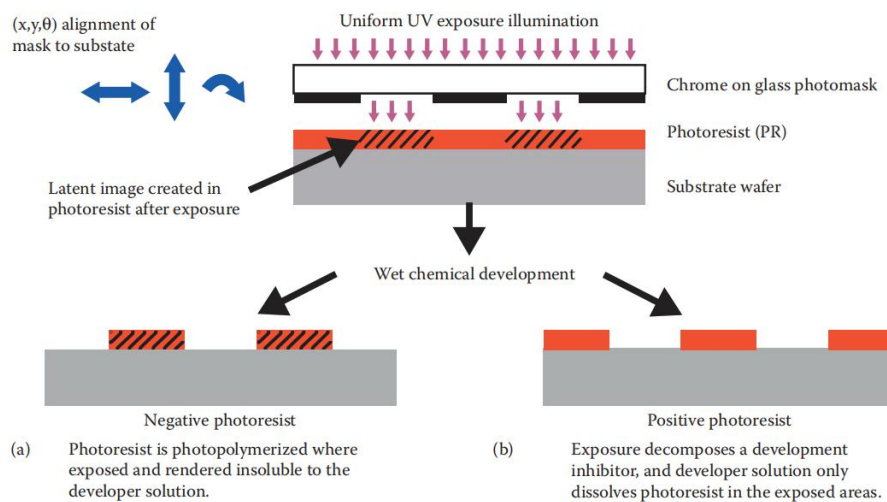 (x,y,θ) alignment of
mask to substate
Uniform UV exposure illumination
Chrome on glass photomask
Photoresist (PR)
Latent image created in
photoresist after exposure
Substrate wafer
Wet chemical development
Negative photoresist
Positive photoresist
(a) Photoresist is photopolymerized where
exposed and rendered insoluble to the
developer solution.
(b) Exposure decomposes a development
inhibitor, and developer solution only
dissolves photoresist in the exposed areas.